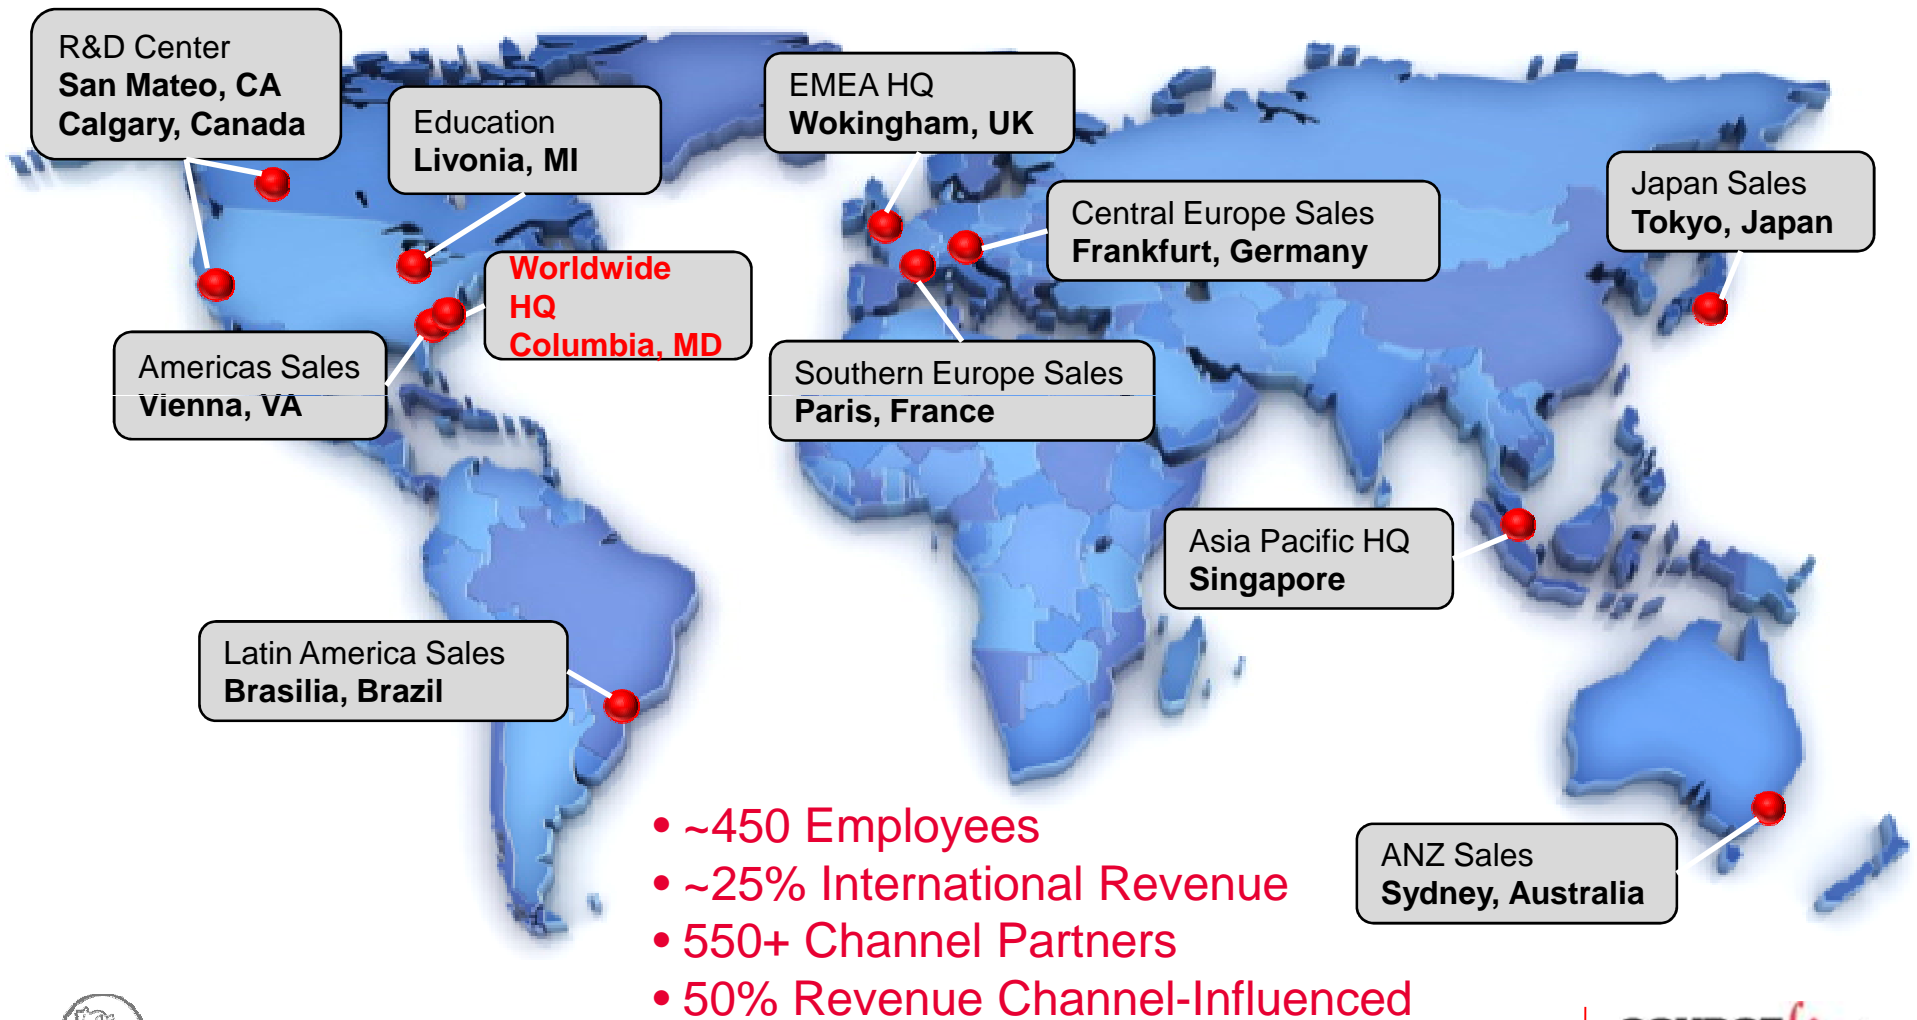 R&D Center
San Mateo, CA
Calgary, Canada
Education
Livonia, MI
EMEA HQ
Wokingham, UK
Central Europe Sales
Frankfurt, Germany
Japan Sales
Tokyo, Japan
Worldwide
HQ
Columbia, MD
Americas Sales
Vienna, VA
Southern Europe Sales
Paris, France
Asia Pacific HQ
Singapore
Latin America Sales
Brasilia, Brazil
ANZ Sales
Sydney, Australia
• ~450 Employees
• ~25% International Revenue
• 550+ Channel Partners
• 50% Revenue Channel-Influenced